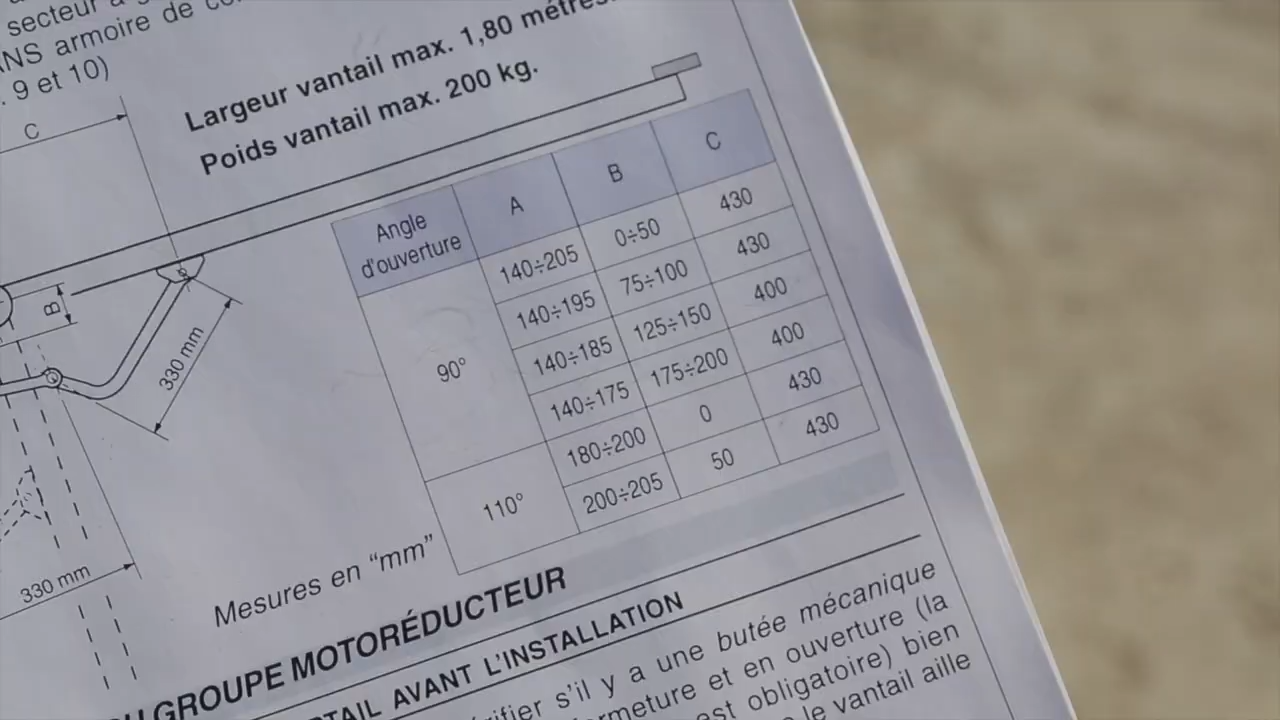 secteur à
armoire de
. 9 et 10)
Largeur vantail max. 1,80 mètres.
Poids vantail max. 200 kg.
C
B
330 mm
330 mm
Angle d'ouverture A B C
90° 140÷205 0÷50 430
140÷195 75÷100 430
140÷185 125÷150 400
140÷175 175÷200 400
110° 180÷200 0 430
200÷205 50 430
Mesures en "mm"
GROUPE MOTORÉDUCTEUR
AVANT L'INSTALLATION
s'il y a une butée mécanique
et en ouverture (la
est obligatoire) bien
le vantail aille